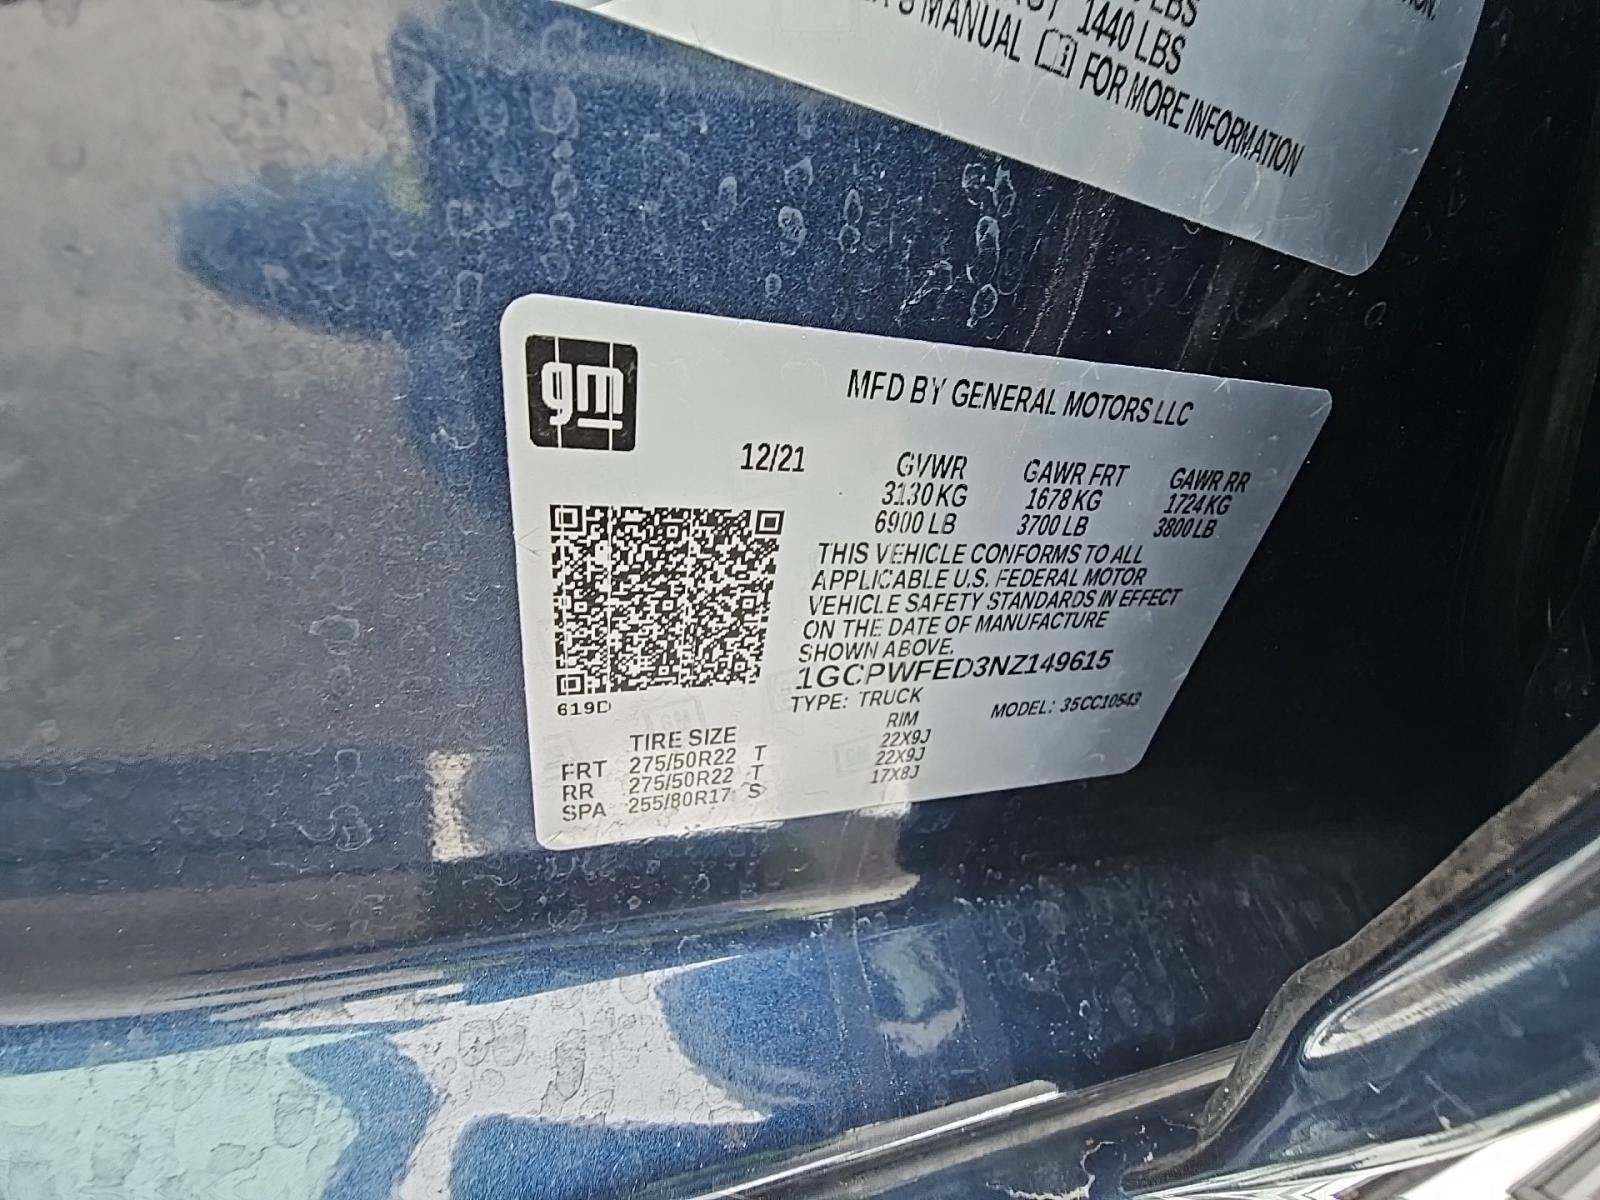 1440 LBS
MANUAL FOR MORE INFORMATION
gm
MFD BY GENERAL MOTORS LLC
12/21 GVWR GAWR FRT GAWR RR
3130 KG 1678 KG 1724 KG
6900 LB 3700 LB 3800 LB
THIS VEHICLE CONFORMS TO ALL
APPLICABLE U.S. FEDERAL MOTOR
VEHICLE SAFETY STANDARDS IN EFFECT
ON THE DATE OF MANUFACTURE
SHOWN ABOVE.
1GCPWFED3NZ149615
619D TYPE: TRUCK MODEL: 35CC10543
TIRE SIZE RIM
FRT 275/50R22 T 22X9J
RR 275/50R22 T 22X9J
SPA 255/80R17 S 17X8J